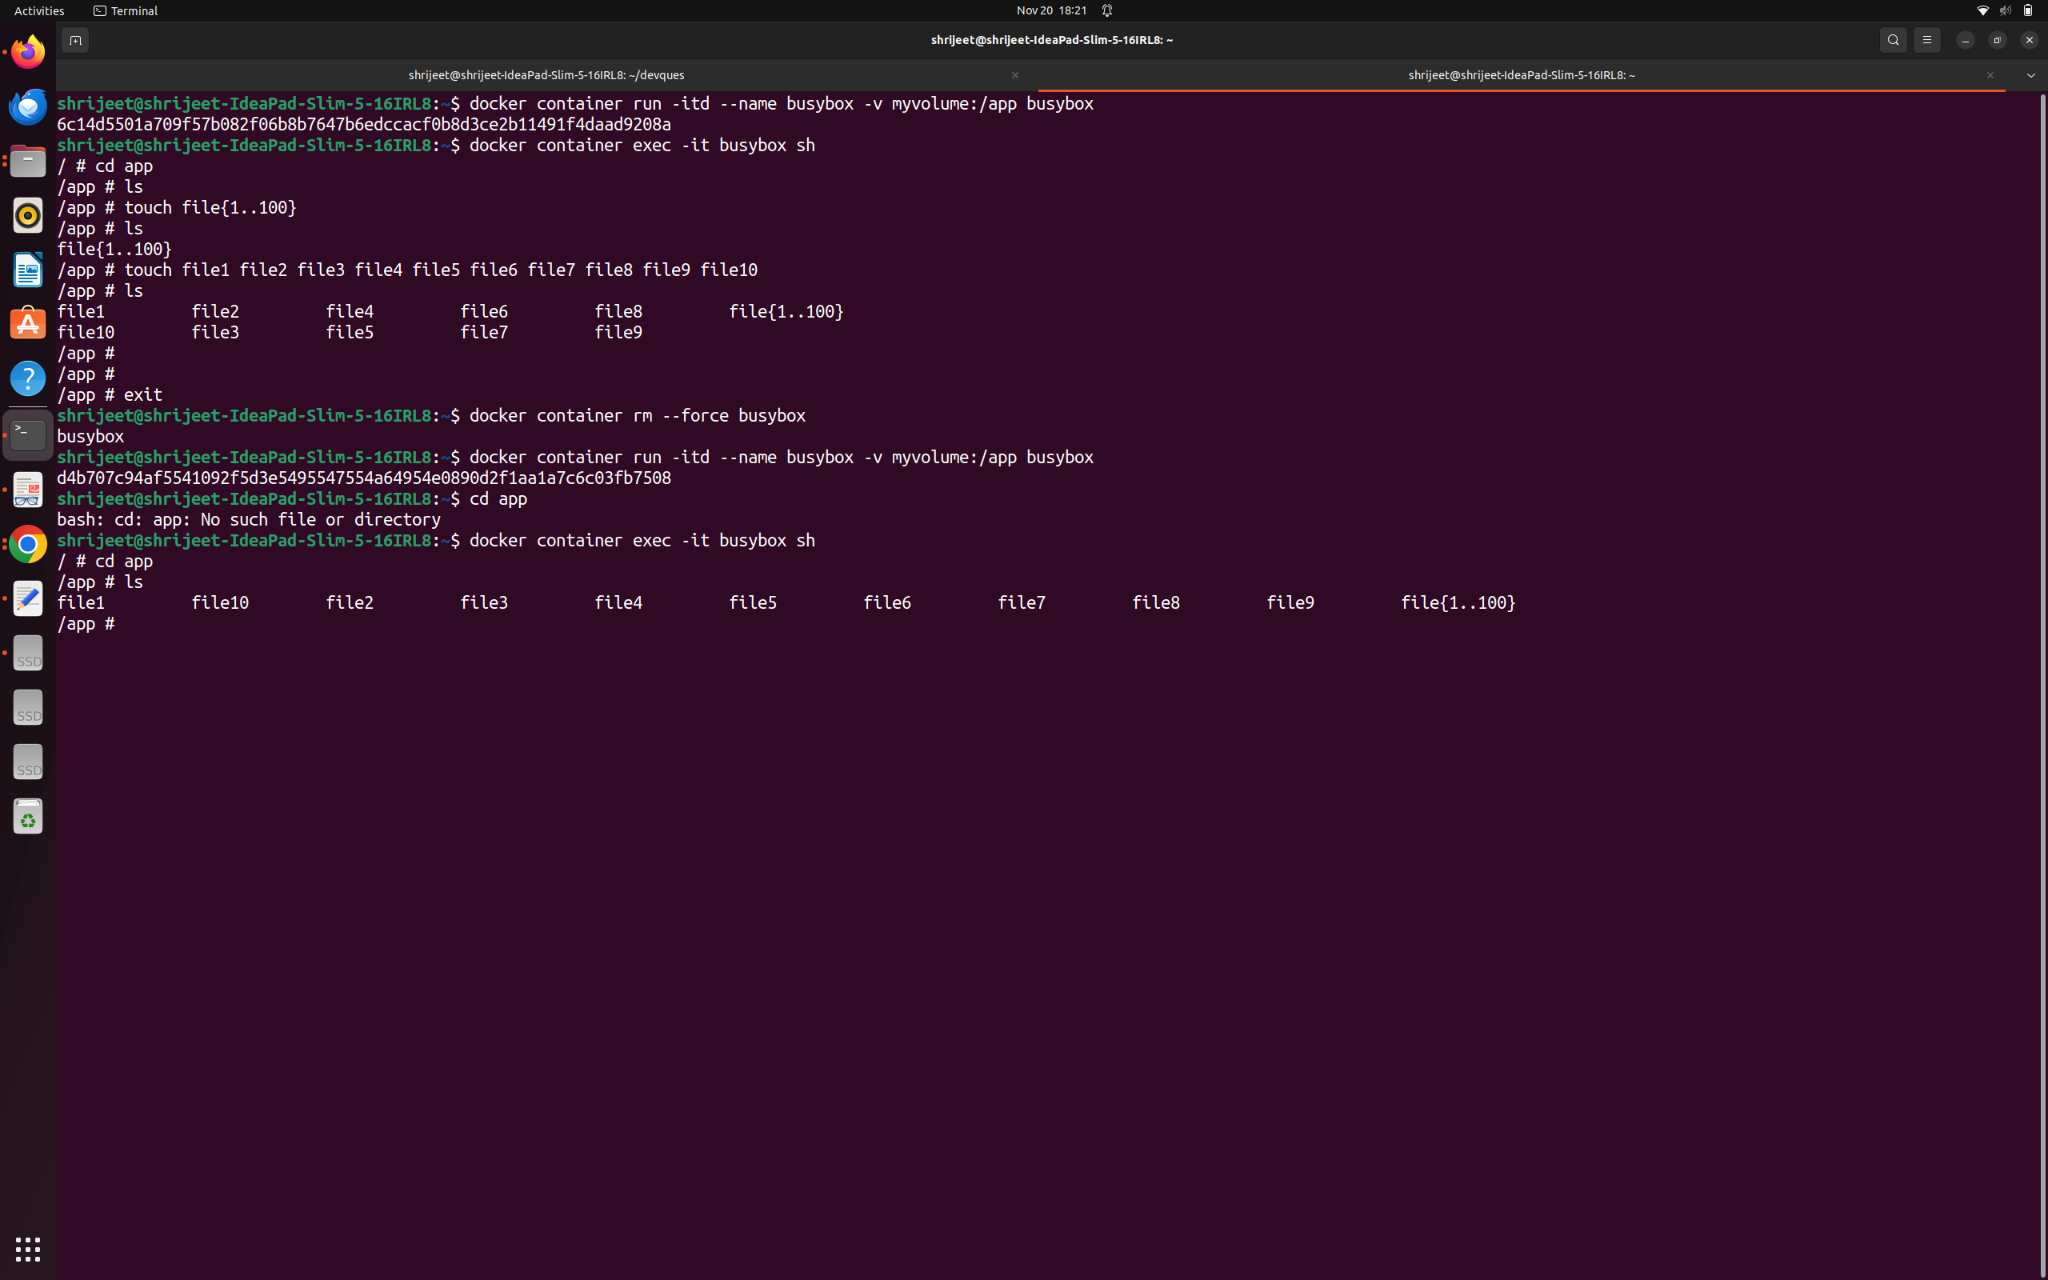 Activities Terminal Nov 20 18:21
shrijeet@shrijeet-IdeaPad-Slim-5-16IRL8: ~
shrijeet@shrijeet-IdeaPad-Slim-5-16IRL8: ~/devques shrijeet@shrijeet-IdeaPad-Slim-5-16IRL8: ~
shrijeet@shrijeet-IdeaPad-Slim-5-16IRL8:~$ docker container run -itd --name busybox -v myvolume:/app busybox
6c14d5501a709f57b082f06b8b7647b6edccacf0b8d3ce2b11491f4daad9208a
shrijeet@shrijeet-IdeaPad-Slim-5-16IRL8:~$ docker container exec -it busybox sh
/ # cd app
/app # ls
/app # touch file{1..100}
/app # ls
file{1..100}
/app # touch file1 file2 file3 file4 file5 file6 file7 file8 file9 file10
/app # ls
file1 file2 file4 file6 file8 file{1..100}
file10 file3 file5 file7 file9
/app #
/app #
/app # exit
shrijeet@shrijeet-IdeaPad-Slim-5-16IRL8:~$ docker container rm --force busybox
busybox
shrijeet@shrijeet-IdeaPad-Slim-5-16IRL8:~$ docker container run -itd --name busybox -v myvolume:/app busybox
d4b707c94af5541092f5d3e5495547554a64954e0890d2f1aa1a7c6c03fb7508
shrijeet@shrijeet-IdeaPad-Slim-5-16IRL8:~$ cd app
bash: cd: app: No such file or directory
shrijeet@shrijeet-IdeaPad-Slim-5-16IRL8:~$ docker container exec -it busybox sh
/ # cd app
/app # ls
file1 file10 file2 file3 file4 file5 file6 file7 file8 file9 file{1..100}
/app #
SSD
SSD
SSD